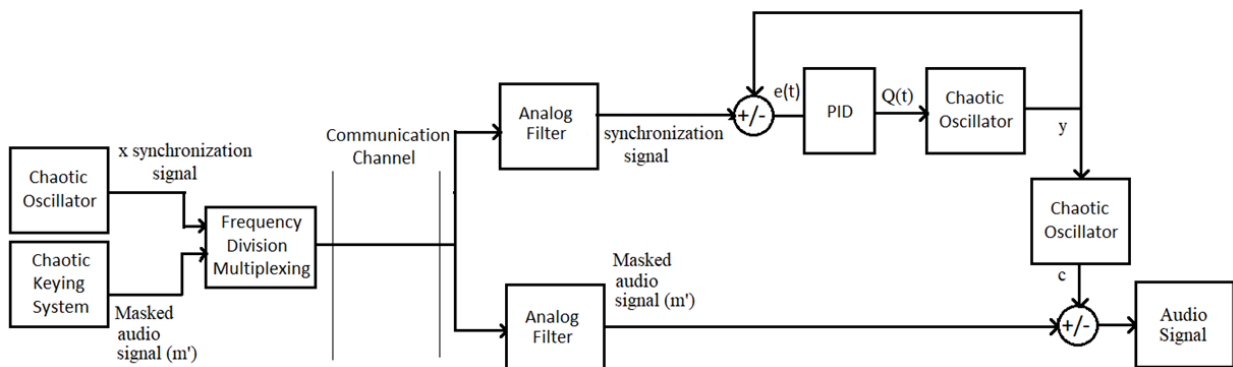 Chaotic
Oscillator
x synchronization
signal
Chaotic
Keying
System
Masked
audio
signal (m')
Frequency
Division
Multiplexing
Communication
Channel
Analog
Filter
synchronization
signal
+/-
e(t)
PID
Q(t)
Chaotic
Oscillator
y
Chaotic
Oscillator
c
Analog
Filter
Masked
audio
signal (m')
+/-
Audio
Signal